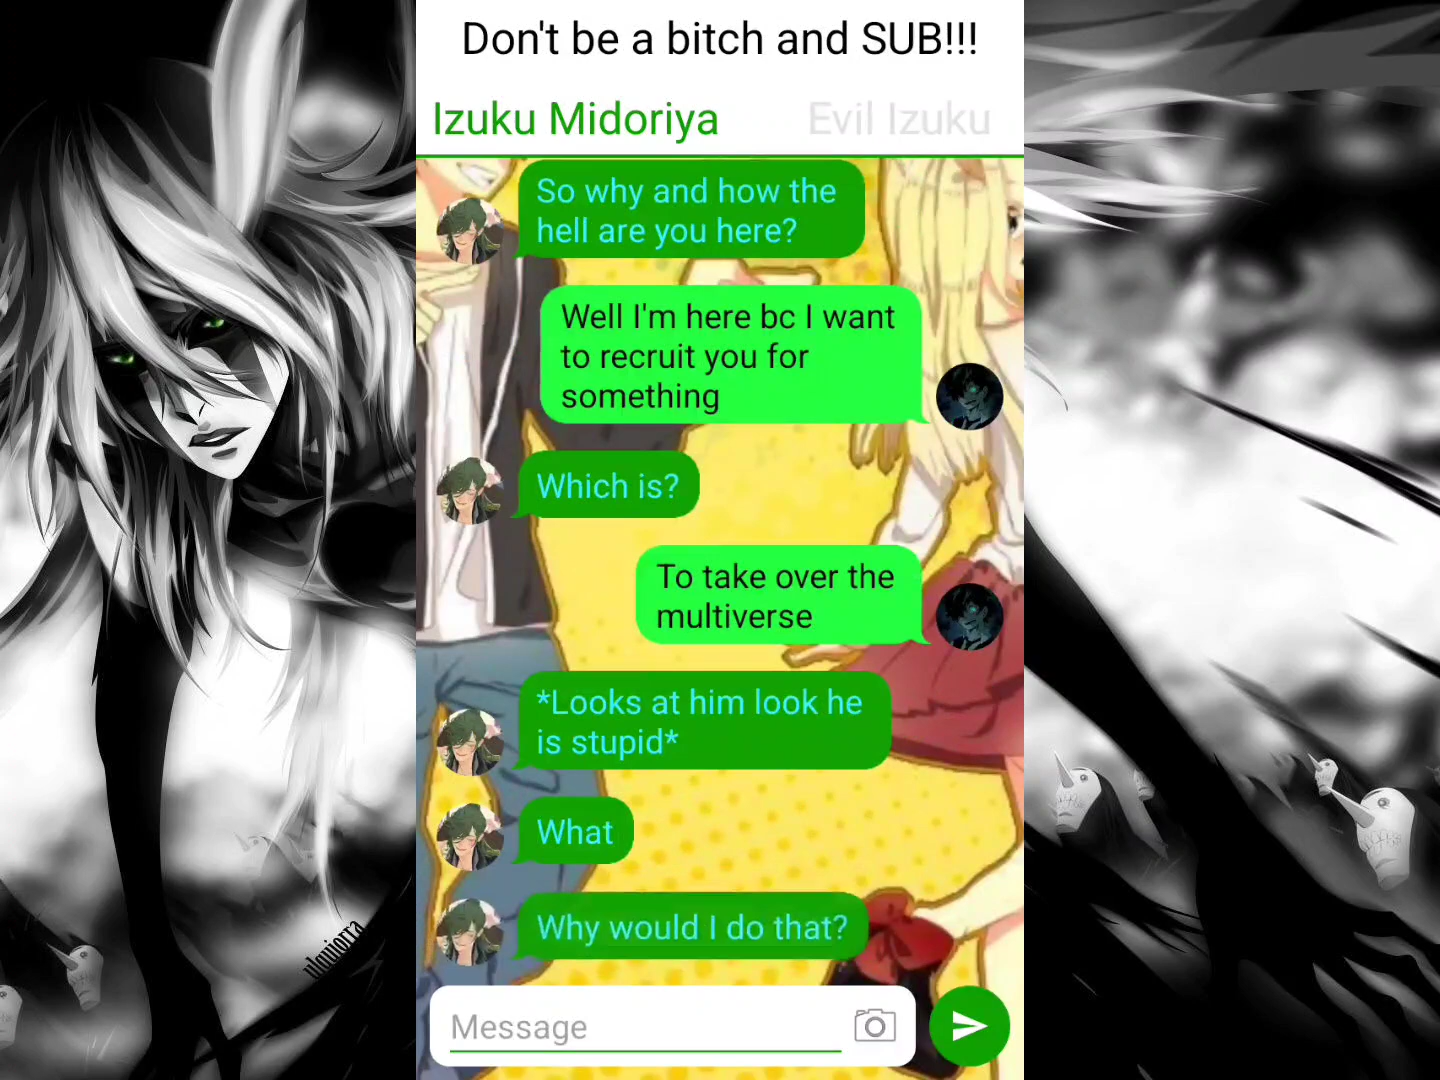 Don't be a bitch and SUB!!!
Izuku Midoriya
Evil Izuku
So why and how the
hell are you here?
Well I'm here bc I want
to recruit you for
something
Which is?
To take over the
multiverse
*Looks at him look he
is stupid*
What
Why would I do that?
Message
ulquiorra